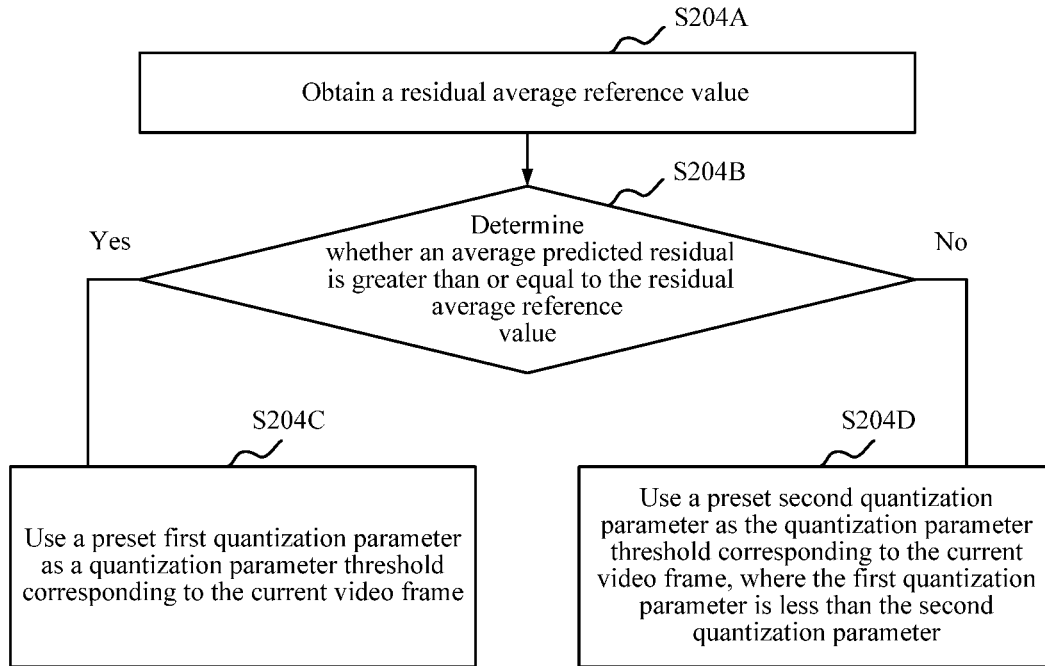 S204A
Obtain a residual average reference value
S204B
Yes
No
Determine
whether an average predicted residual
is greater than or equal to the residual
average reference
value
S204C
S204D
Use a preset first quantization parameter
as a quantization parameter threshold
corresponding to the current video frame
Use a preset second quantization
parameter as the quantization parameter
threshold corresponding to the current
video frame, where the first quantization
parameter is less than the second
quantization parameter